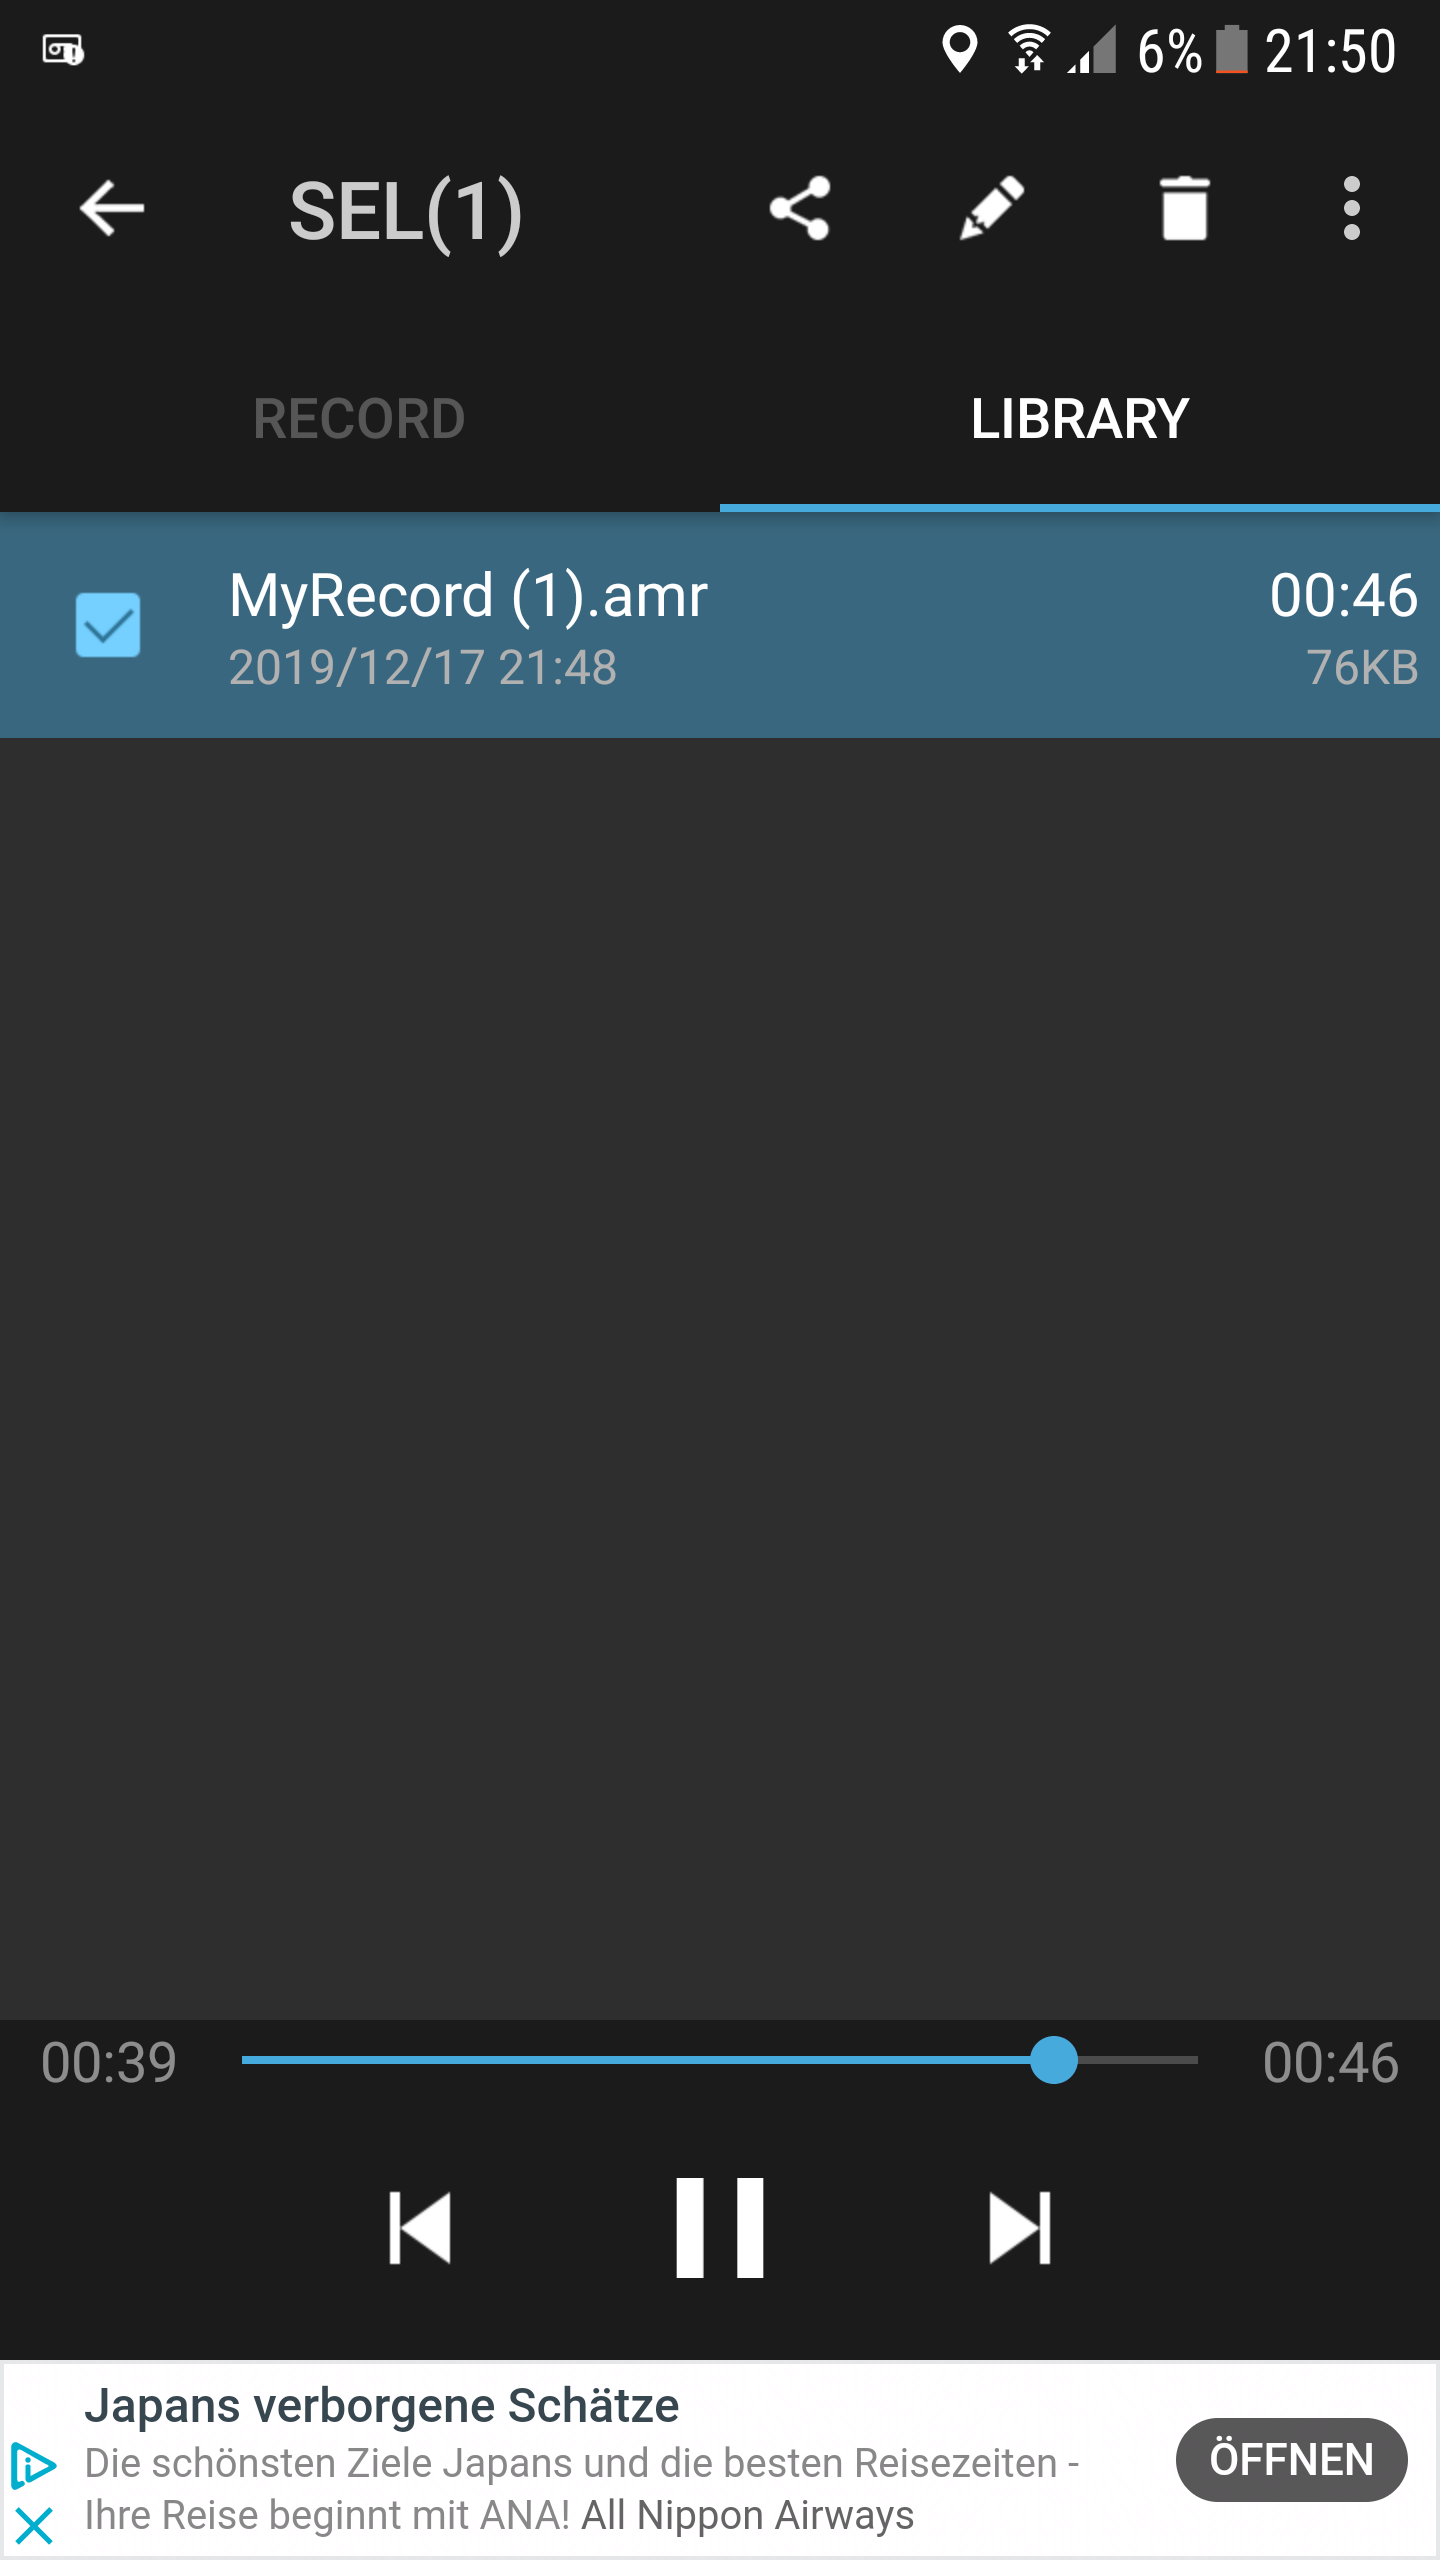 6% 21:50
SEL(1)
RECORD LIBRARY
MyRecord (1).amr 00:46
2019/12/17 21:48 76KB
00:39 00:46
Japans verborgene Schätze
Die schönsten Ziele Japans und die besten Reisezeiten -
Ihre Reise beginnt mit ANA! All Nippon Airways
ÖFFNEN